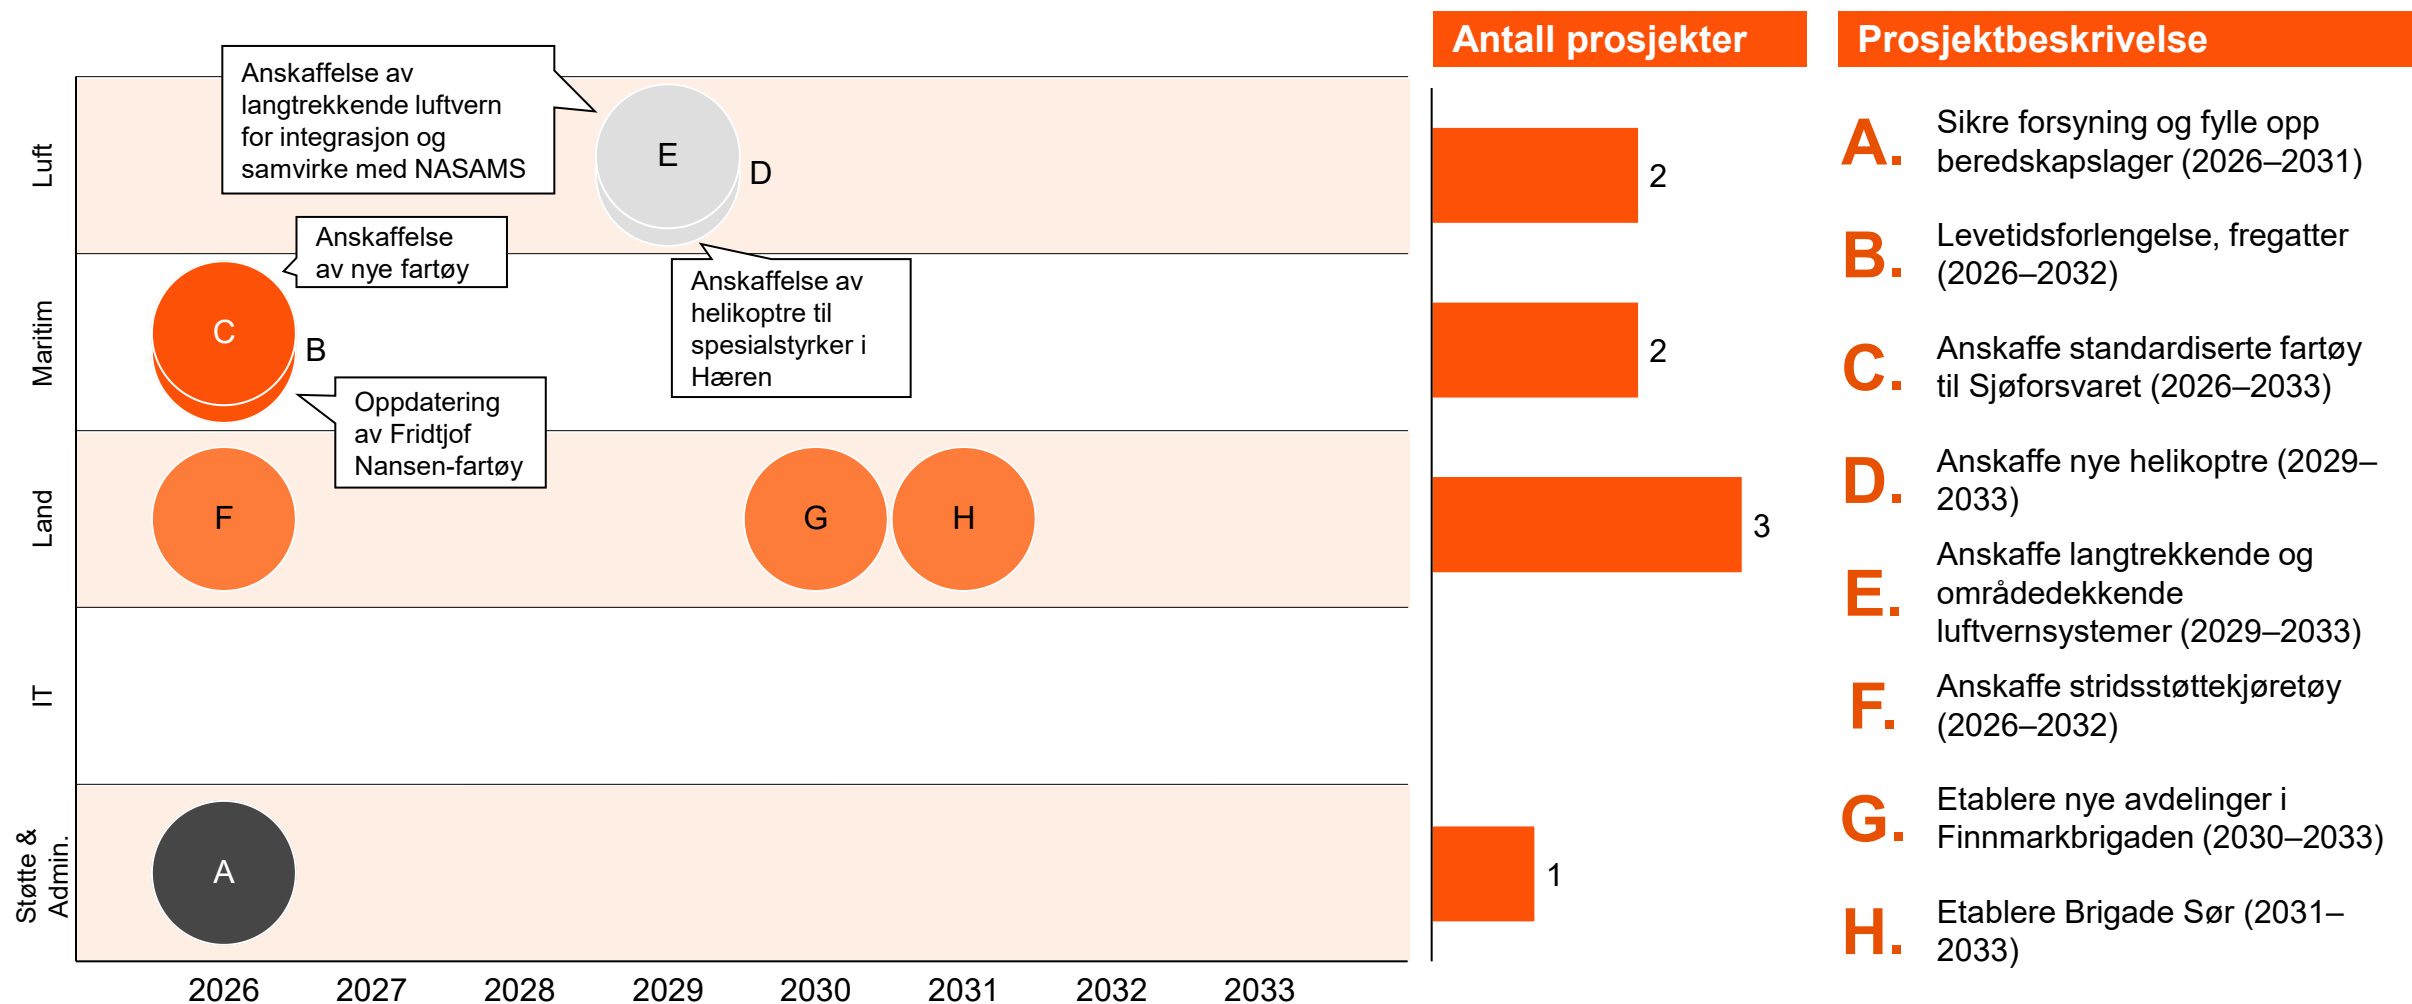 Antall prosjekter
Prosjektbeskrivelse
Luft
Anskaffelse av
langtrekkende luftvern
for integrasjon og
samvirke med NASAMS
E
D
Anskaffelse av
helikoptre til
spesialstyrker i
Hæren
2
Maritim
Anskaffelse
av nye fartøy
C
B
Oppdatering
av Fridtjof
Nansen-fartøy
2
Land
F
G
H
3
IT
Støtte &
Admin.
A
1
2026
2027
2028
2029
2030
2031
2032
2033
A.
Sikre forsyning og fylle opp
beredskapslager (2026–2031)
B.
Levetidsforlengelse, fregatter
(2026–2032)
C.
Anskaffe standardiserte fartøy
til Sjøforsvaret (2026–2033)
D.
Anskaffe nye helikoptre (2029–
2033)
E.
Anskaffe langtrekkende og
områdedekkende
luftvernsystemer (2029–2033)
F.
Anskaffe stridsstøttekjøretøy
(2026–2032)
G.
Etablere nye avdelinger i
Finnmarkbrigaden (2030–2033)
H.
Etablere Brigade Sør (2031–
2033)